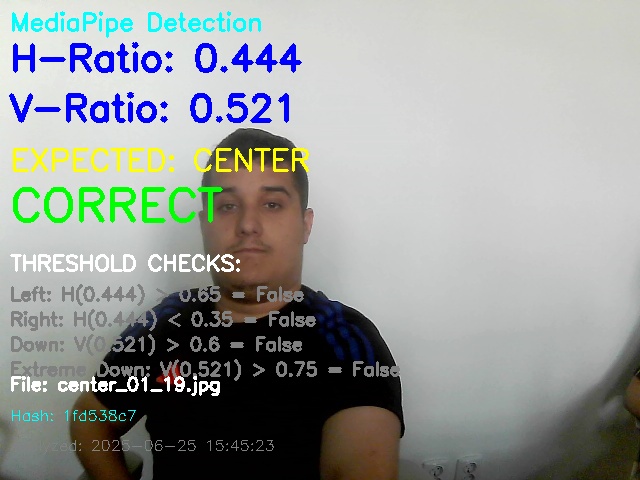 MediaPipe Detection
H-Ratio: 0.444
V-Ratio: 0.521
EXPECTED: CENTER
CORRECT
THRESHOLD CHECKS:
Left: H(0.444) > 0.65 = False
Right: H(0.444) < 0.35 = False
Down: V(0.521) > 0.6 = False
Extreme Down: V(0.521) > 0.75 = False
File: center_01_19.jpg
Hash: 1fd538c7
2025-06-25 15:45:23